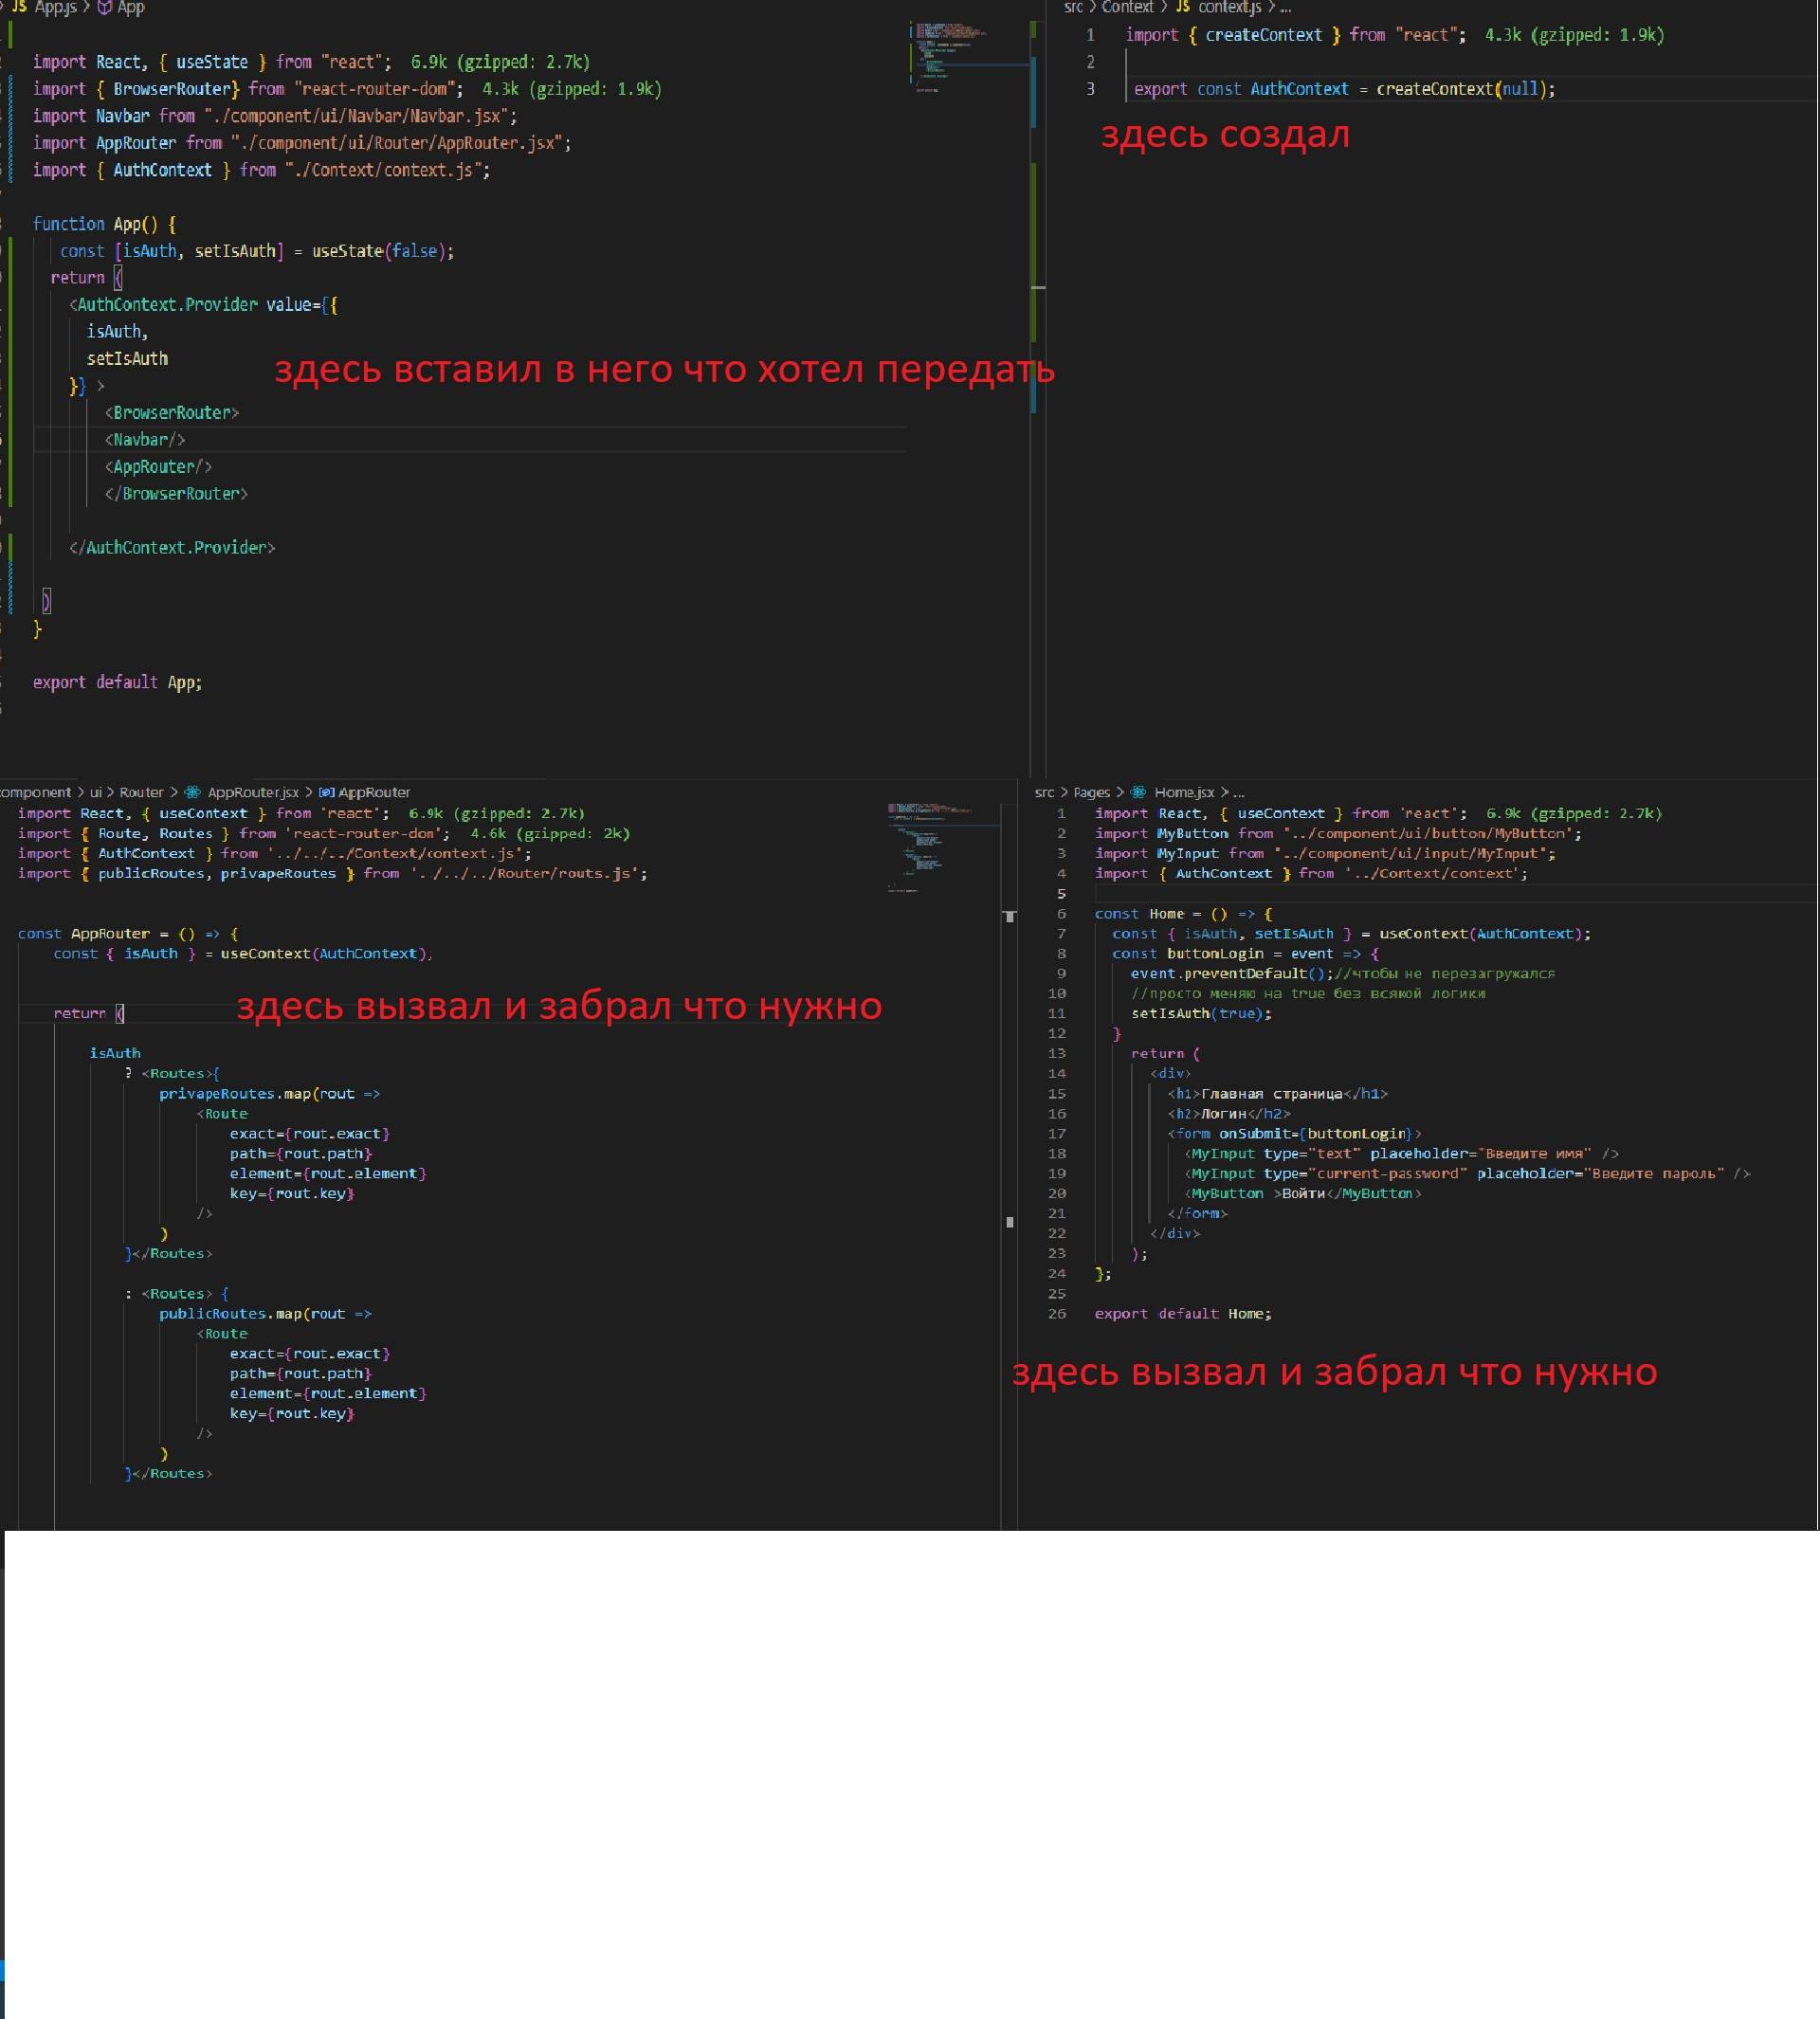 JS App.js > App
import React, { useState } from "react"; 6.9k (gzipped: 2.7k)
import { BrowserRouter} from "react-router-dom"; 4.3k (gzipped: 1.9k)
import Navbar from "./component/ui/Navbar/Navbar.jsx";
import AppRouter from "./component/ui/Router/AppRouter.jsx";
import { AuthContext } from "./Context/context.js";
function App() {
const [isAuth, setIsAuth] = useState(false);
return (
<AuthContext.Provider value={{
isAuth,
setIsAuth
здесь вставил в него что хотел передать
}} >
<BrowserRouter>
<Navbar/>
<AppRouter/>
</BrowserRouter>
</AuthContext.Provider>
)
}
export default App;
src > Context > JS context.js > ...
1 import { createContext } from "react"; 4.3k (gzipped: 1.9k)
2
3 export const AuthContext = createContext(null);
здесь создал
component > ui > Router > AppRouter.jsx > AppRouter
import React, { useContext } from 'react'; 6.9k (gzipped: 2.7k)
import { Route, Routes } from 'react-router-dom'; 4.6k (gzipped: 2k)
import { AuthContext } from '../../../Context/context.js';
import { publicRoutes, privapeRoutes } from '../../../Router/routs.js';
const AppRouter = () => {
const { isAuth } = useContext(AuthContext);
здесь вызвал и забрал что нужно
return (
isAuth
? <Routes>{
privapeRoutes.map(rout =>
<Route
exact={rout.exact}
path={rout.path}
element={rout.element}
key={rout.key}
/>
)
}</Routes>
: <Routes> {
publicRoutes.map(rout =>
<Route
exact={rout.exact}
path={rout.path}
element={rout.element}
key={rout.key}
/>
)
}</Routes>
src > Pages > Home.jsx > ...
1 import React, { useContext } from 'react'; 6.9k (gzipped: 2.7k)
2 import MyButton from "../component/ui/button/MyButton";
3 import MyInput from "../component/ui/input/MyInput";
4 import { AuthContext } from '../Context/context';
5
6 const Home = () => {
7 const { isAuth, setIsAuth } = useContext(AuthContext);
8 const buttonLogin = event => {
9 event.preventDefault();//чтобы не перезагружался
10 //просто меняю на true без всякой логики
11 setIsAuth(true);
12 }
13 return (
14 <div>
15 <h1>Главная страница</h1>
16 <h2>Логин</h2>
17 <form onSubmit={buttonLogin}>
18 <MyInput type="text" placeholder="Введите имя" />
19 <MyInput type="current-password" placeholder="Введите пароль" />
20 <MyButton >Войти</MyButton>
21 </form>
22 </div>
23 );
24 };
25
26 export default Home;
здесь вызвал и забрал что нужно